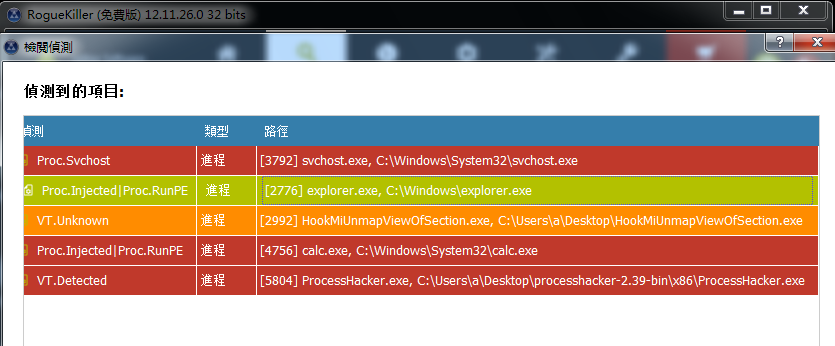 RogueKiller (免費版) 12.11.26.0 32 bits
檢閱偵測
偵測到的項目:
偵測 類型 路徑
Proc.Svchost 進程 [3792] svchost.exe, C:\Windows\System32\svchost.exe
Proc.Injected|Proc.RunPE 進程 [2776] explorer.exe, C:\Windows\explorer.exe
VT.Unknown 進程 [2992] HookMiUnmapViewOfSection.exe, C:\Users\a\Desktop\HookMiUnmapViewOfSection.exe
Proc.Injected|Proc.RunPE 進程 [4756] calc.exe, C:\Windows\System32\calc.exe
VT.Detected 進程 [5804] ProcessHacker.exe, C:\Users\a\Desktop\processhacker-2.39-bin\x86\ProcessHacker.exe